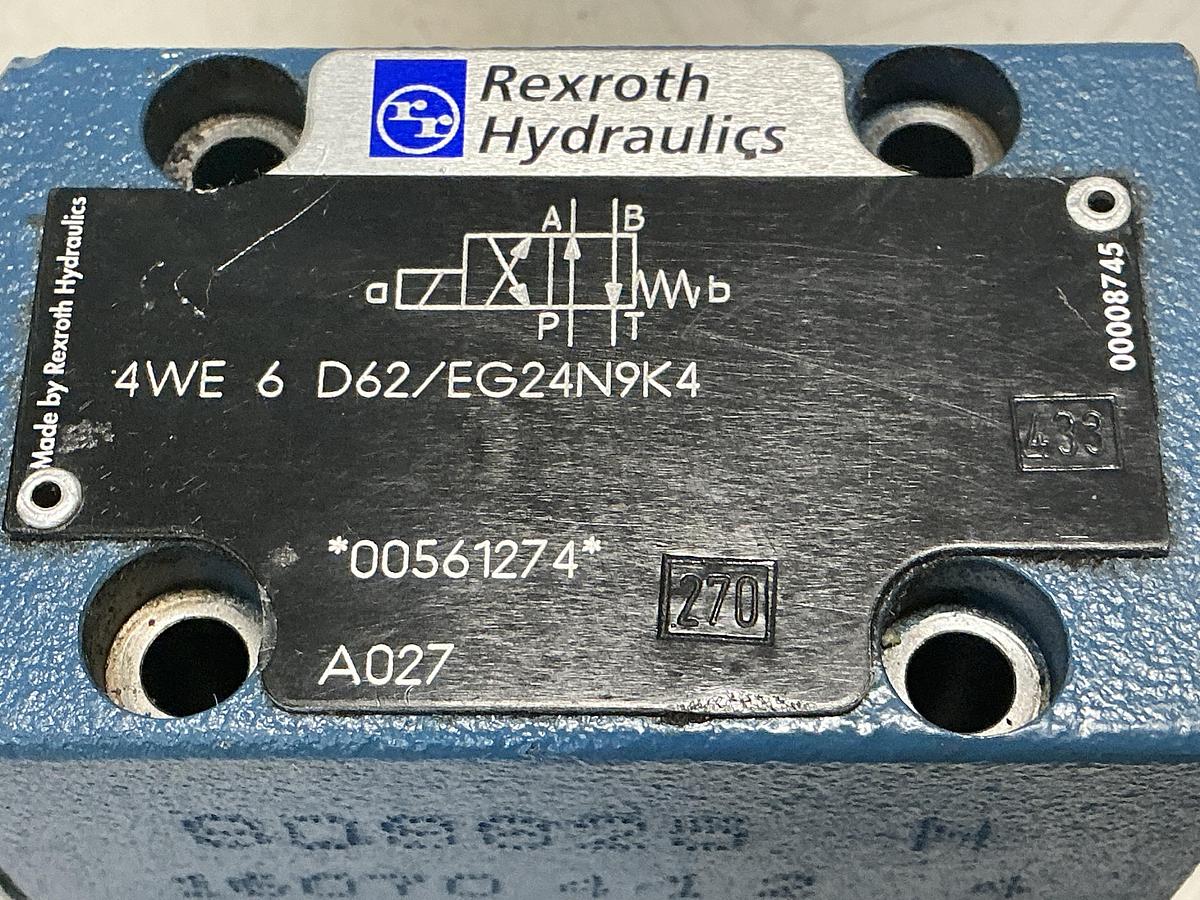 Rexroth
Hydraulics
Made by Rexroth Hydraulics
00008745
A B
a b
P T
4WE 6 D62/EG24N9K4
433
*00561274*
270
A027